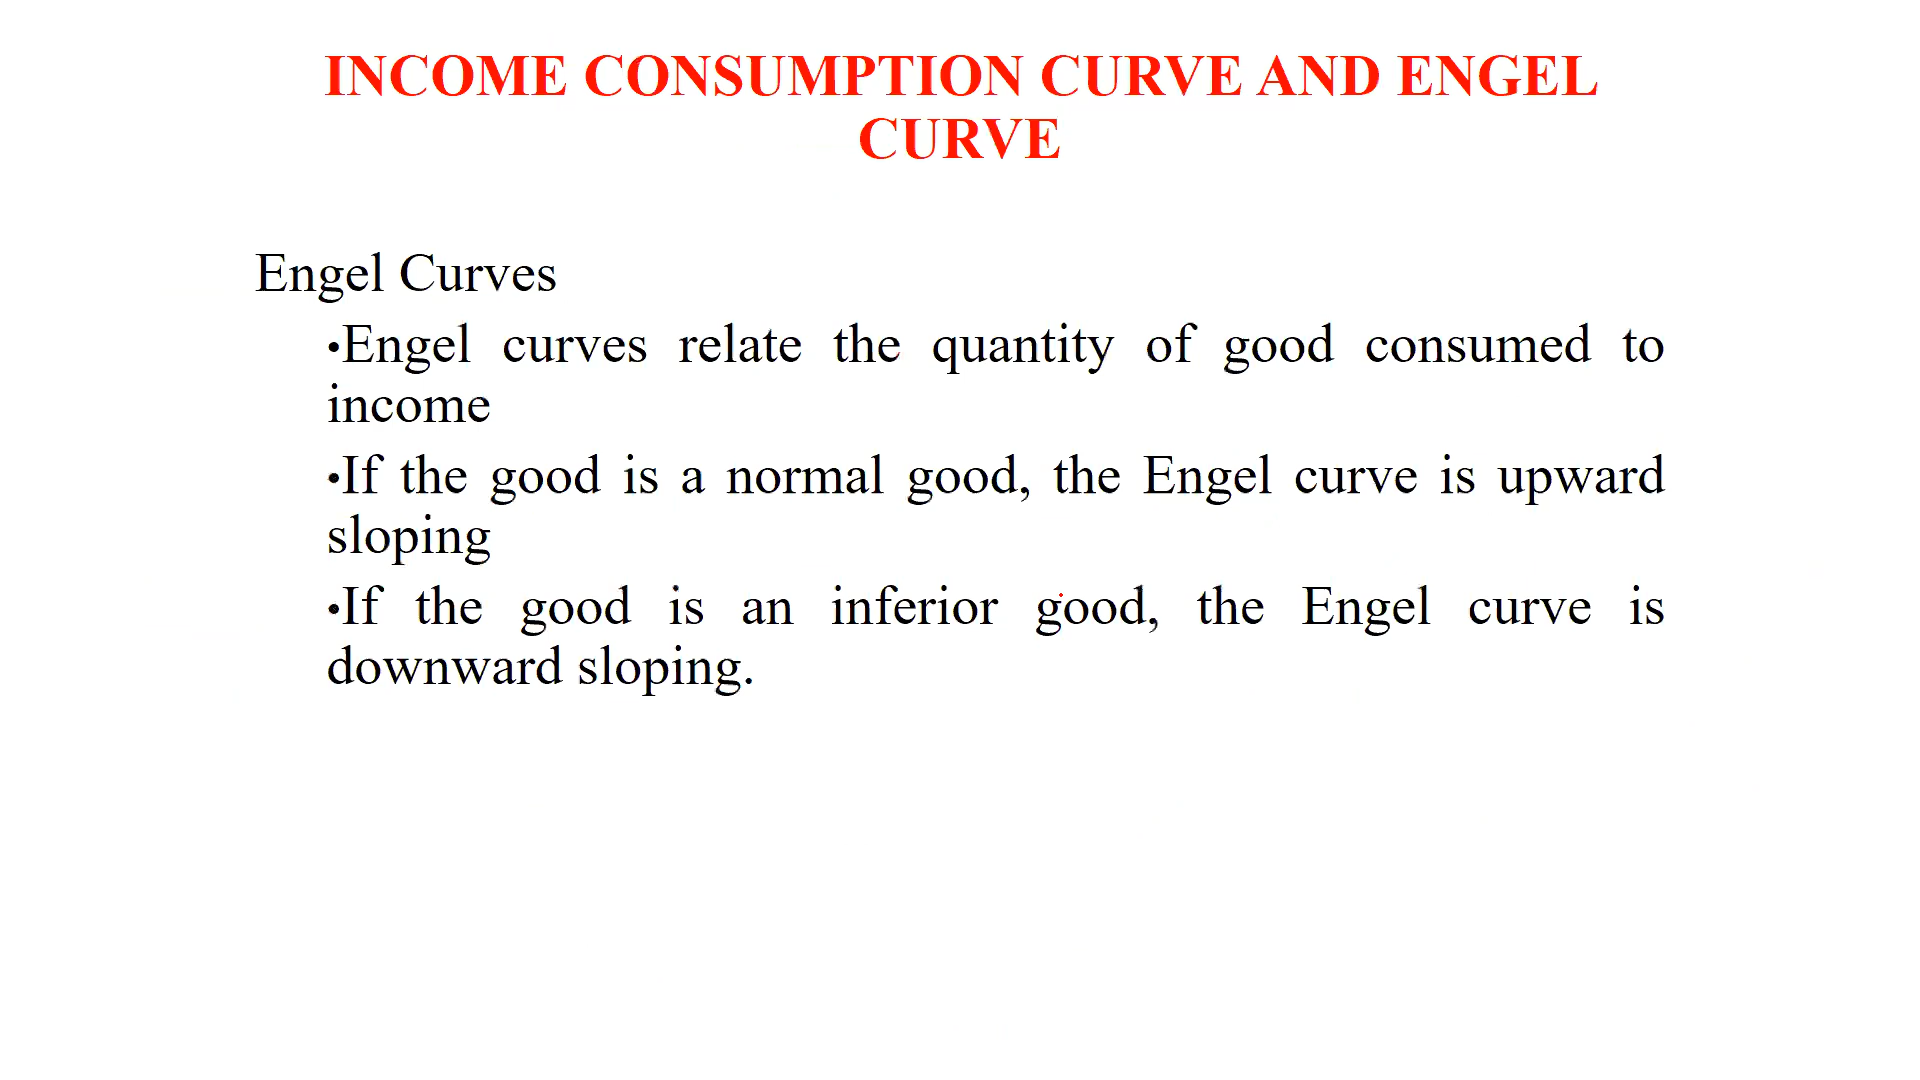 INCOME CONSUMPTION CURVE AND ENGEL
CURVE
Engel Curves
•Engel curves relate the quantity of good consumed to
income
•If the good is a normal good, the Engel curve is upward
sloping
•If the good is an inferior good, the Engel curve is
downward sloping.